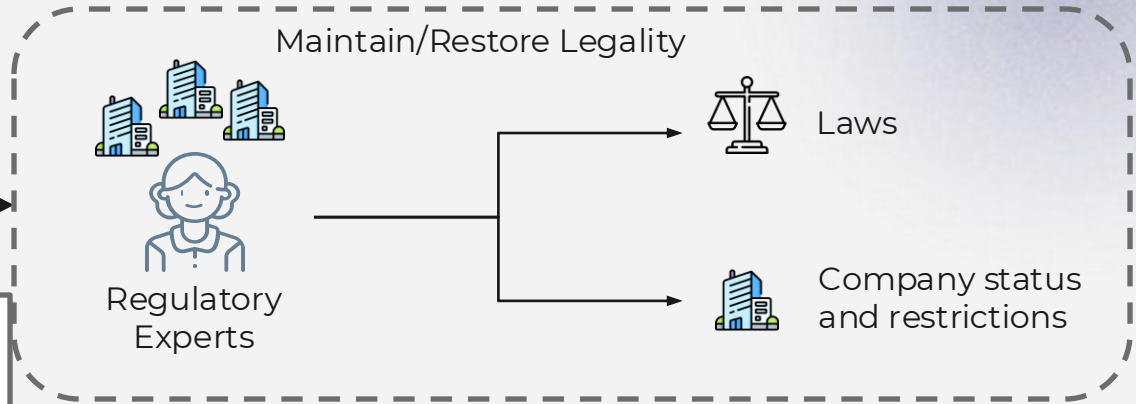 Maintain/Restore Legality
Laws
Regulatory
Experts
Company status
and restrictions